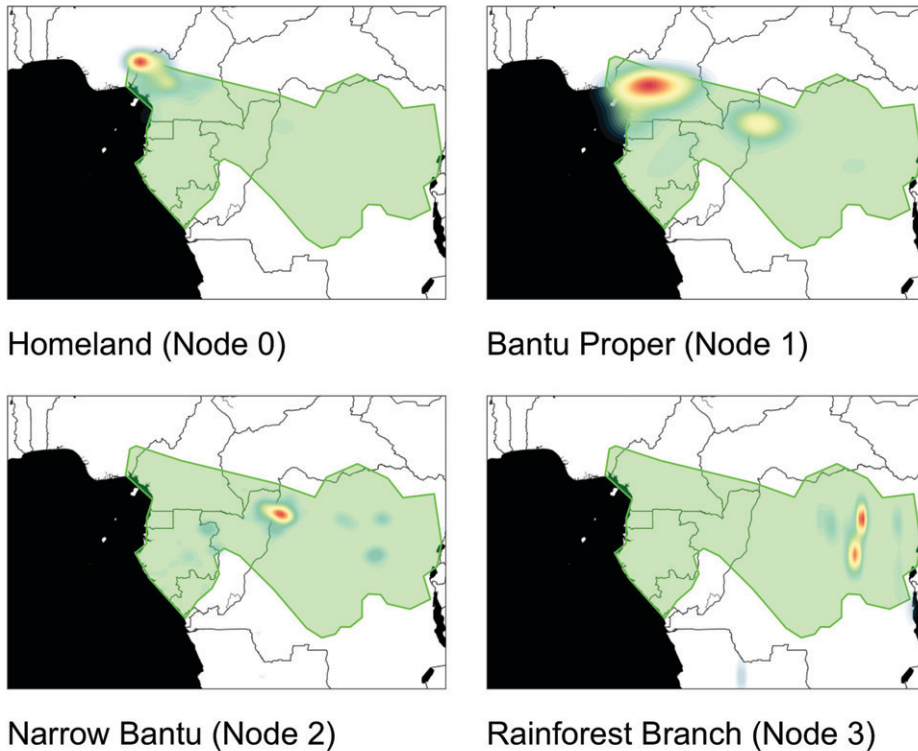 Homeland (Node 0)
Bantu Proper (Node 1)
Narrow Bantu (Node 2)
Rainforest Branch (Node 3)